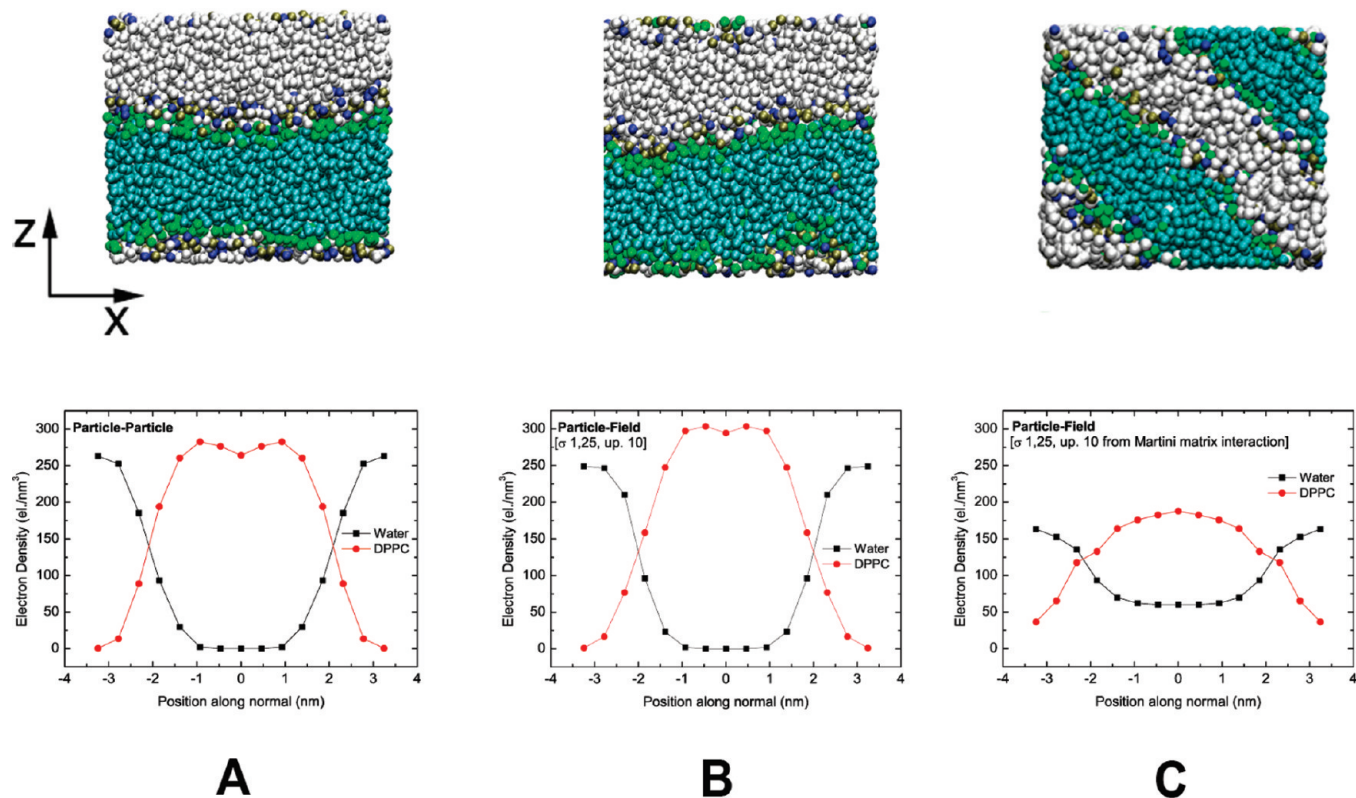 Z
X
Particle-Particle
Electron Density (el./nm³)
300
250
200
150
100
50
0
Water
DPPC
-4 -3 -2 -1 0 1 2 3 4
Position along normal (nm)
Particle-Field
[σ 1,25, up. 10]
Electron Density (el./nm³)
300
250
200
150
100
50
0
Water
DPPC
-4 -3 -2 -1 0 1 2 3 4
Position along normal (nm)
Particle-Field
[σ 1,25, up. 10 from Martini matrix interaction]
Electron Density (el./nm³)
300
250
200
150
100
50
0
Water
DPPC
-4 -3 -2 -1 0 1 2 3 4
Position along normal (nm)
A
B
C